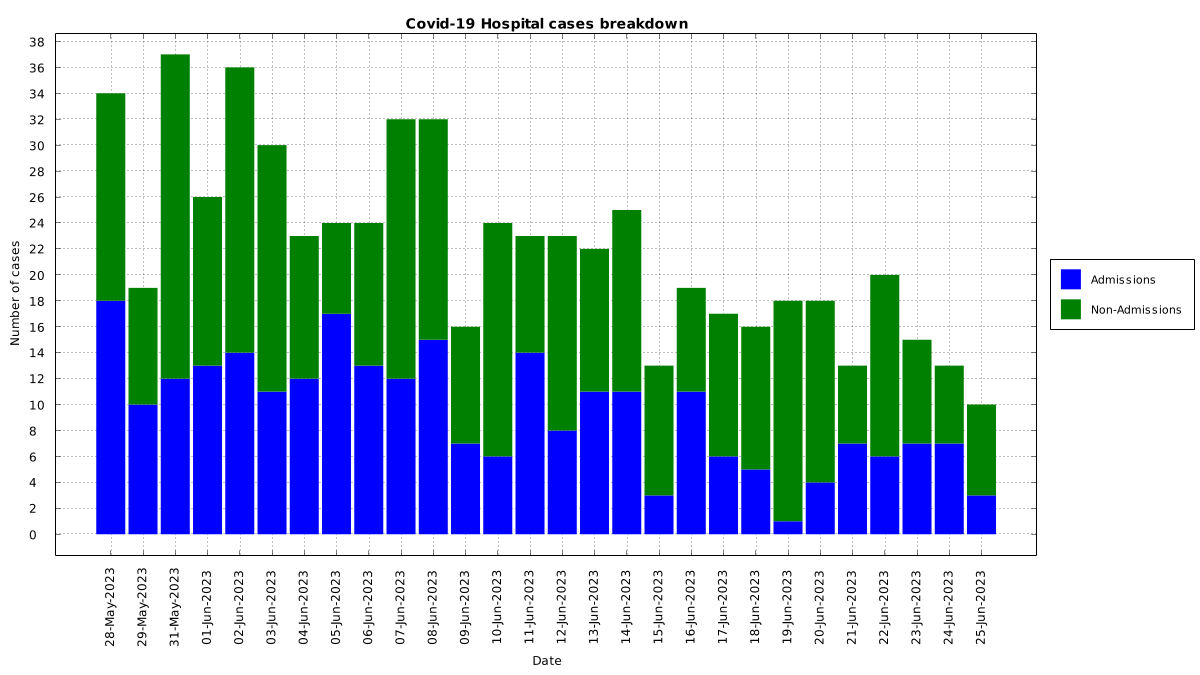 Covid-19 Hospital cases breakdown
38
36
34
32
30
28
26
24
22
20
18
16
14
12
10
8
6
4
2
0
Number of cases
28-May-2023
29-May-2023
31-May-2023
01-Jun-2023
02-Jun-2023
03-Jun-2023
04-Jun-2023
05-Jun-2023
06-Jun-2023
07-Jun-2023
08-Jun-2023
09-Jun-2023
10-Jun-2023
11-Jun-2023
12-Jun-2023
13-Jun-2023
14-Jun-2023
15-Jun-2023
16-Jun-2023
17-Jun-2023
18-Jun-2023
19-Jun-2023
20-Jun-2023
21-Jun-2023
22-Jun-2023
23-Jun-2023
24-Jun-2023
25-Jun-2023
Date
Admissions
Non-Admissions